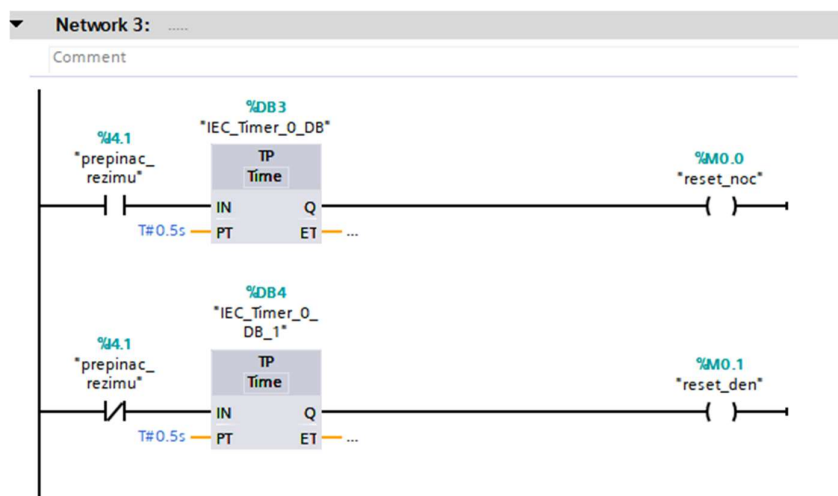 Network 3: .....
Comment
%DB3
"IEC_Timer_0_DB"
%I4.1
"prepinac_
rezimu"
TP
Time
%M0.0
"reset_noc"
IN Q
T#0.5s PT ET ...
%DB4
"IEC_Timer_0_
DB_1"
%I4.1
"prepinac_
rezimu"
TP
Time
%M0.1
"reset_den"
IN Q
T#0.5s PT ET ...